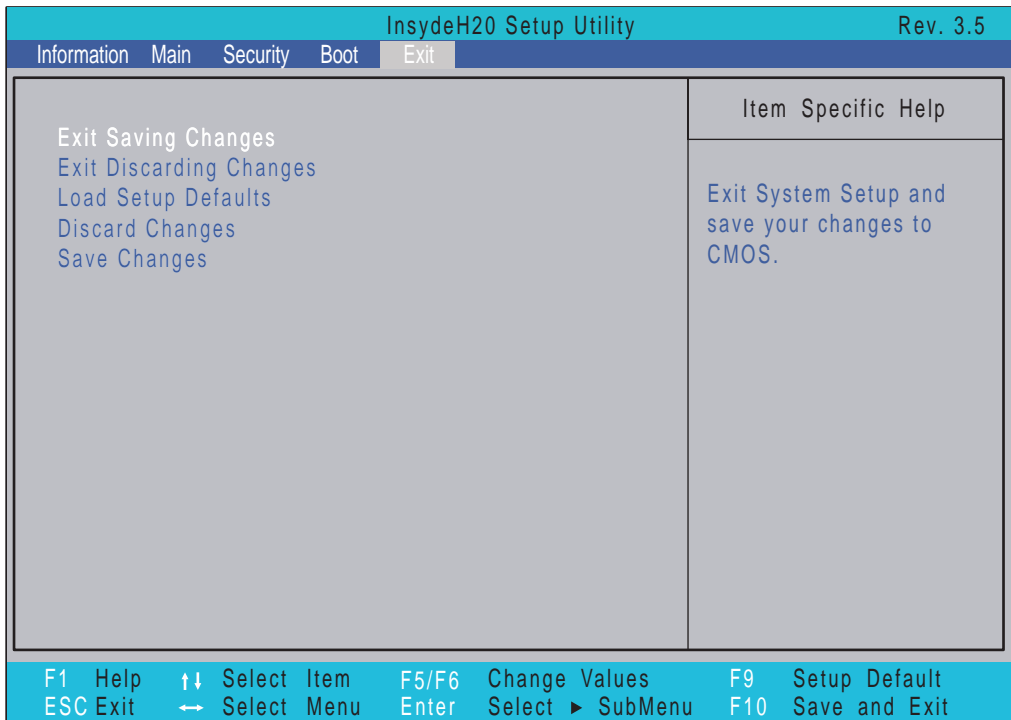 InsydeH20 Setup Utility Rev. 3.5
Information Main Security Boot Exit
Item Specific Help
Exit Saving Changes
Exit Discarding Changes
Load Setup Defaults
Discard Changes
Save Changes
Exit System Setup and
save your changes to
CMOS.
F1 Help ↑↓ Select Item F5/F6 Change Values F9 Setup Default
ESC Exit ↔ Select Menu Enter Select ► SubMenu F10 Save and Exit